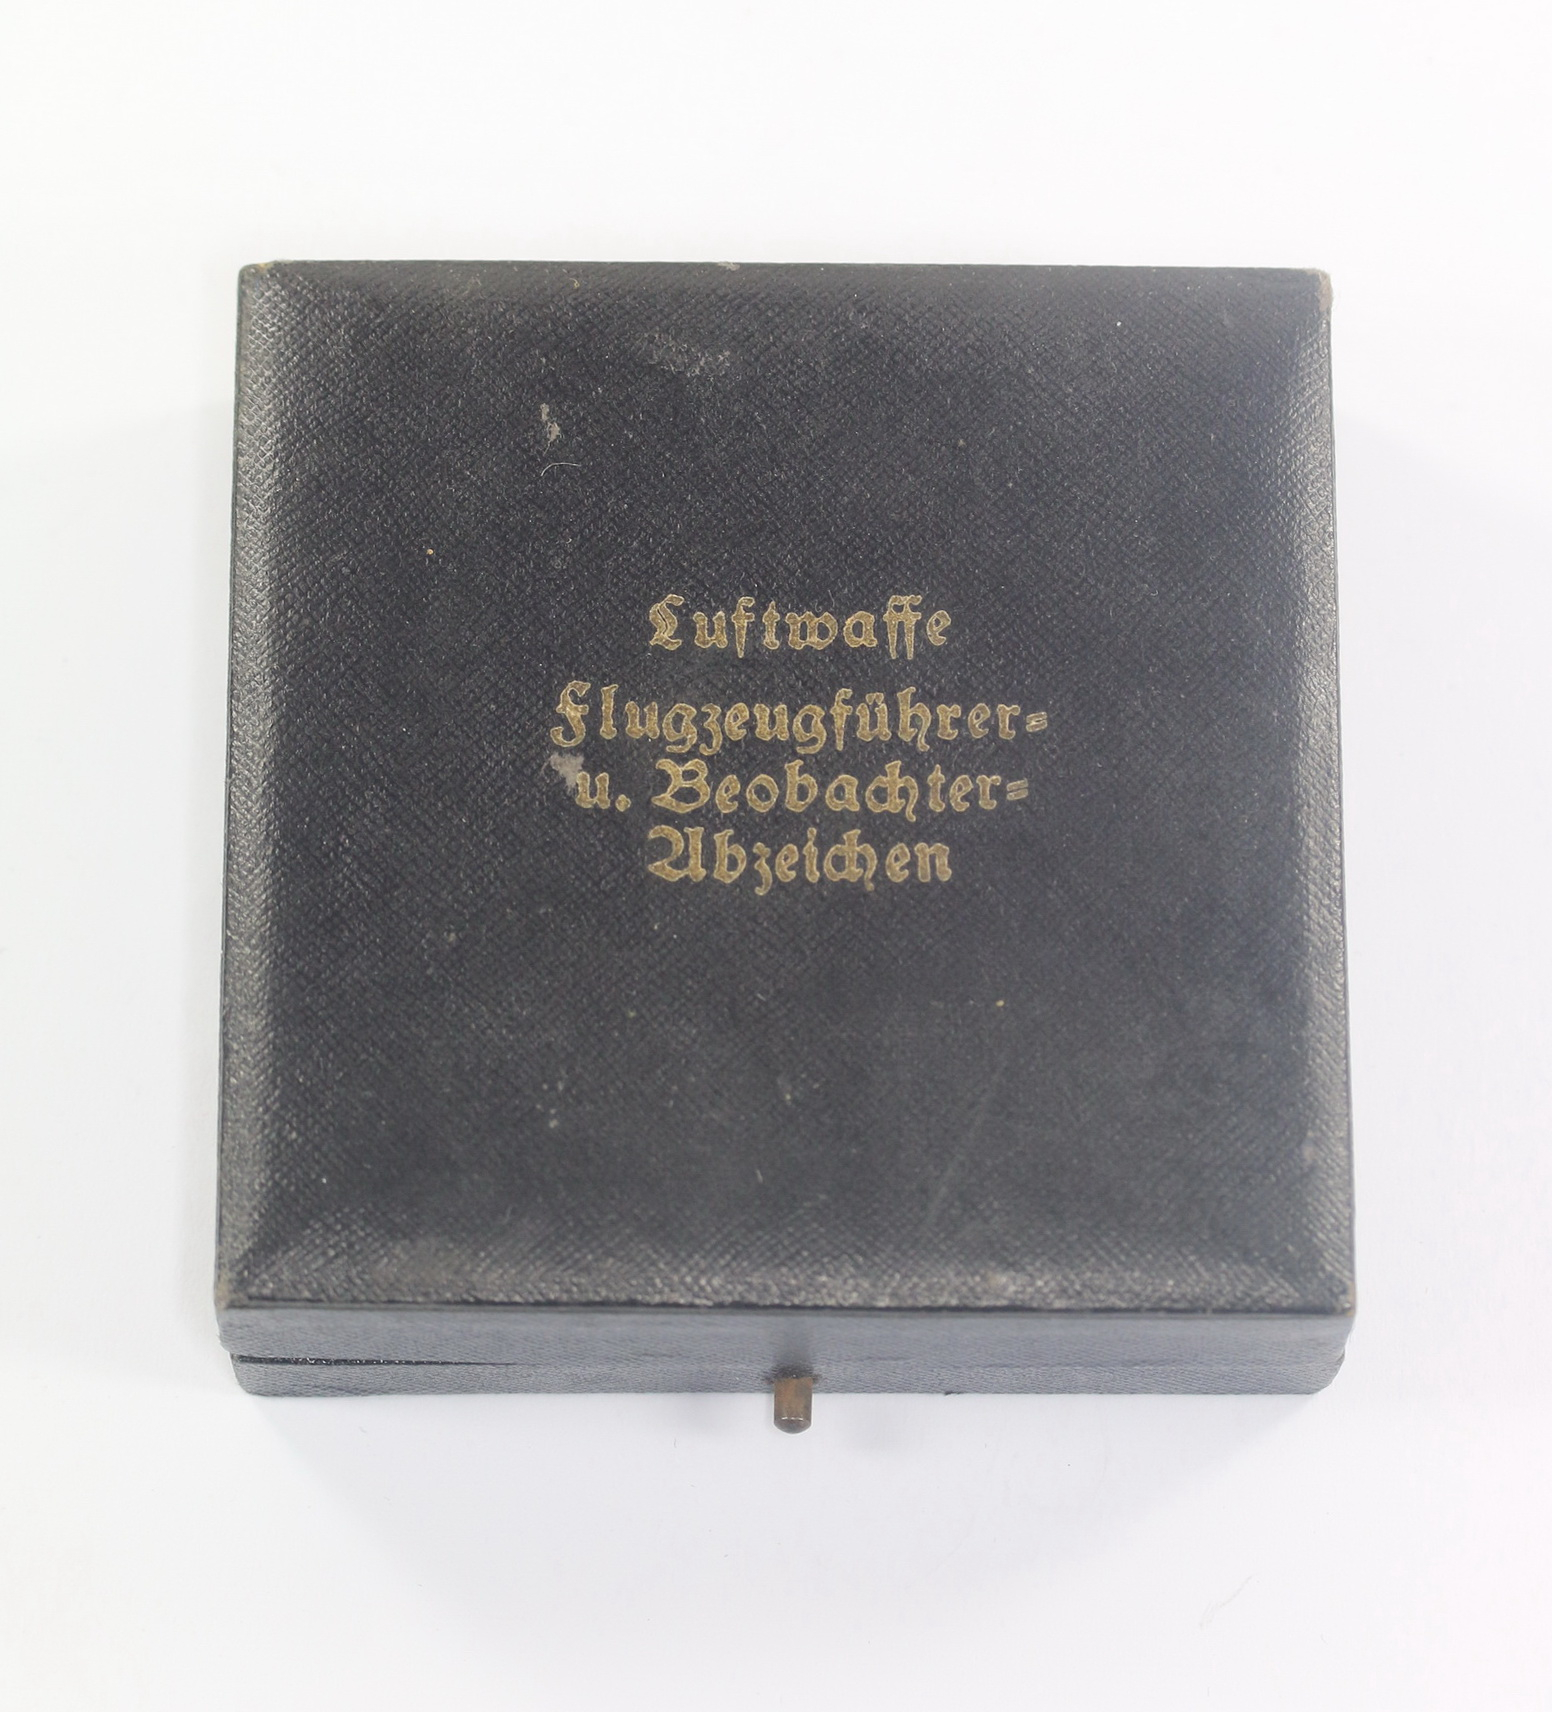 Luftwaffe
Flugzeugführer=
u. Beobachter=
Abzeichen